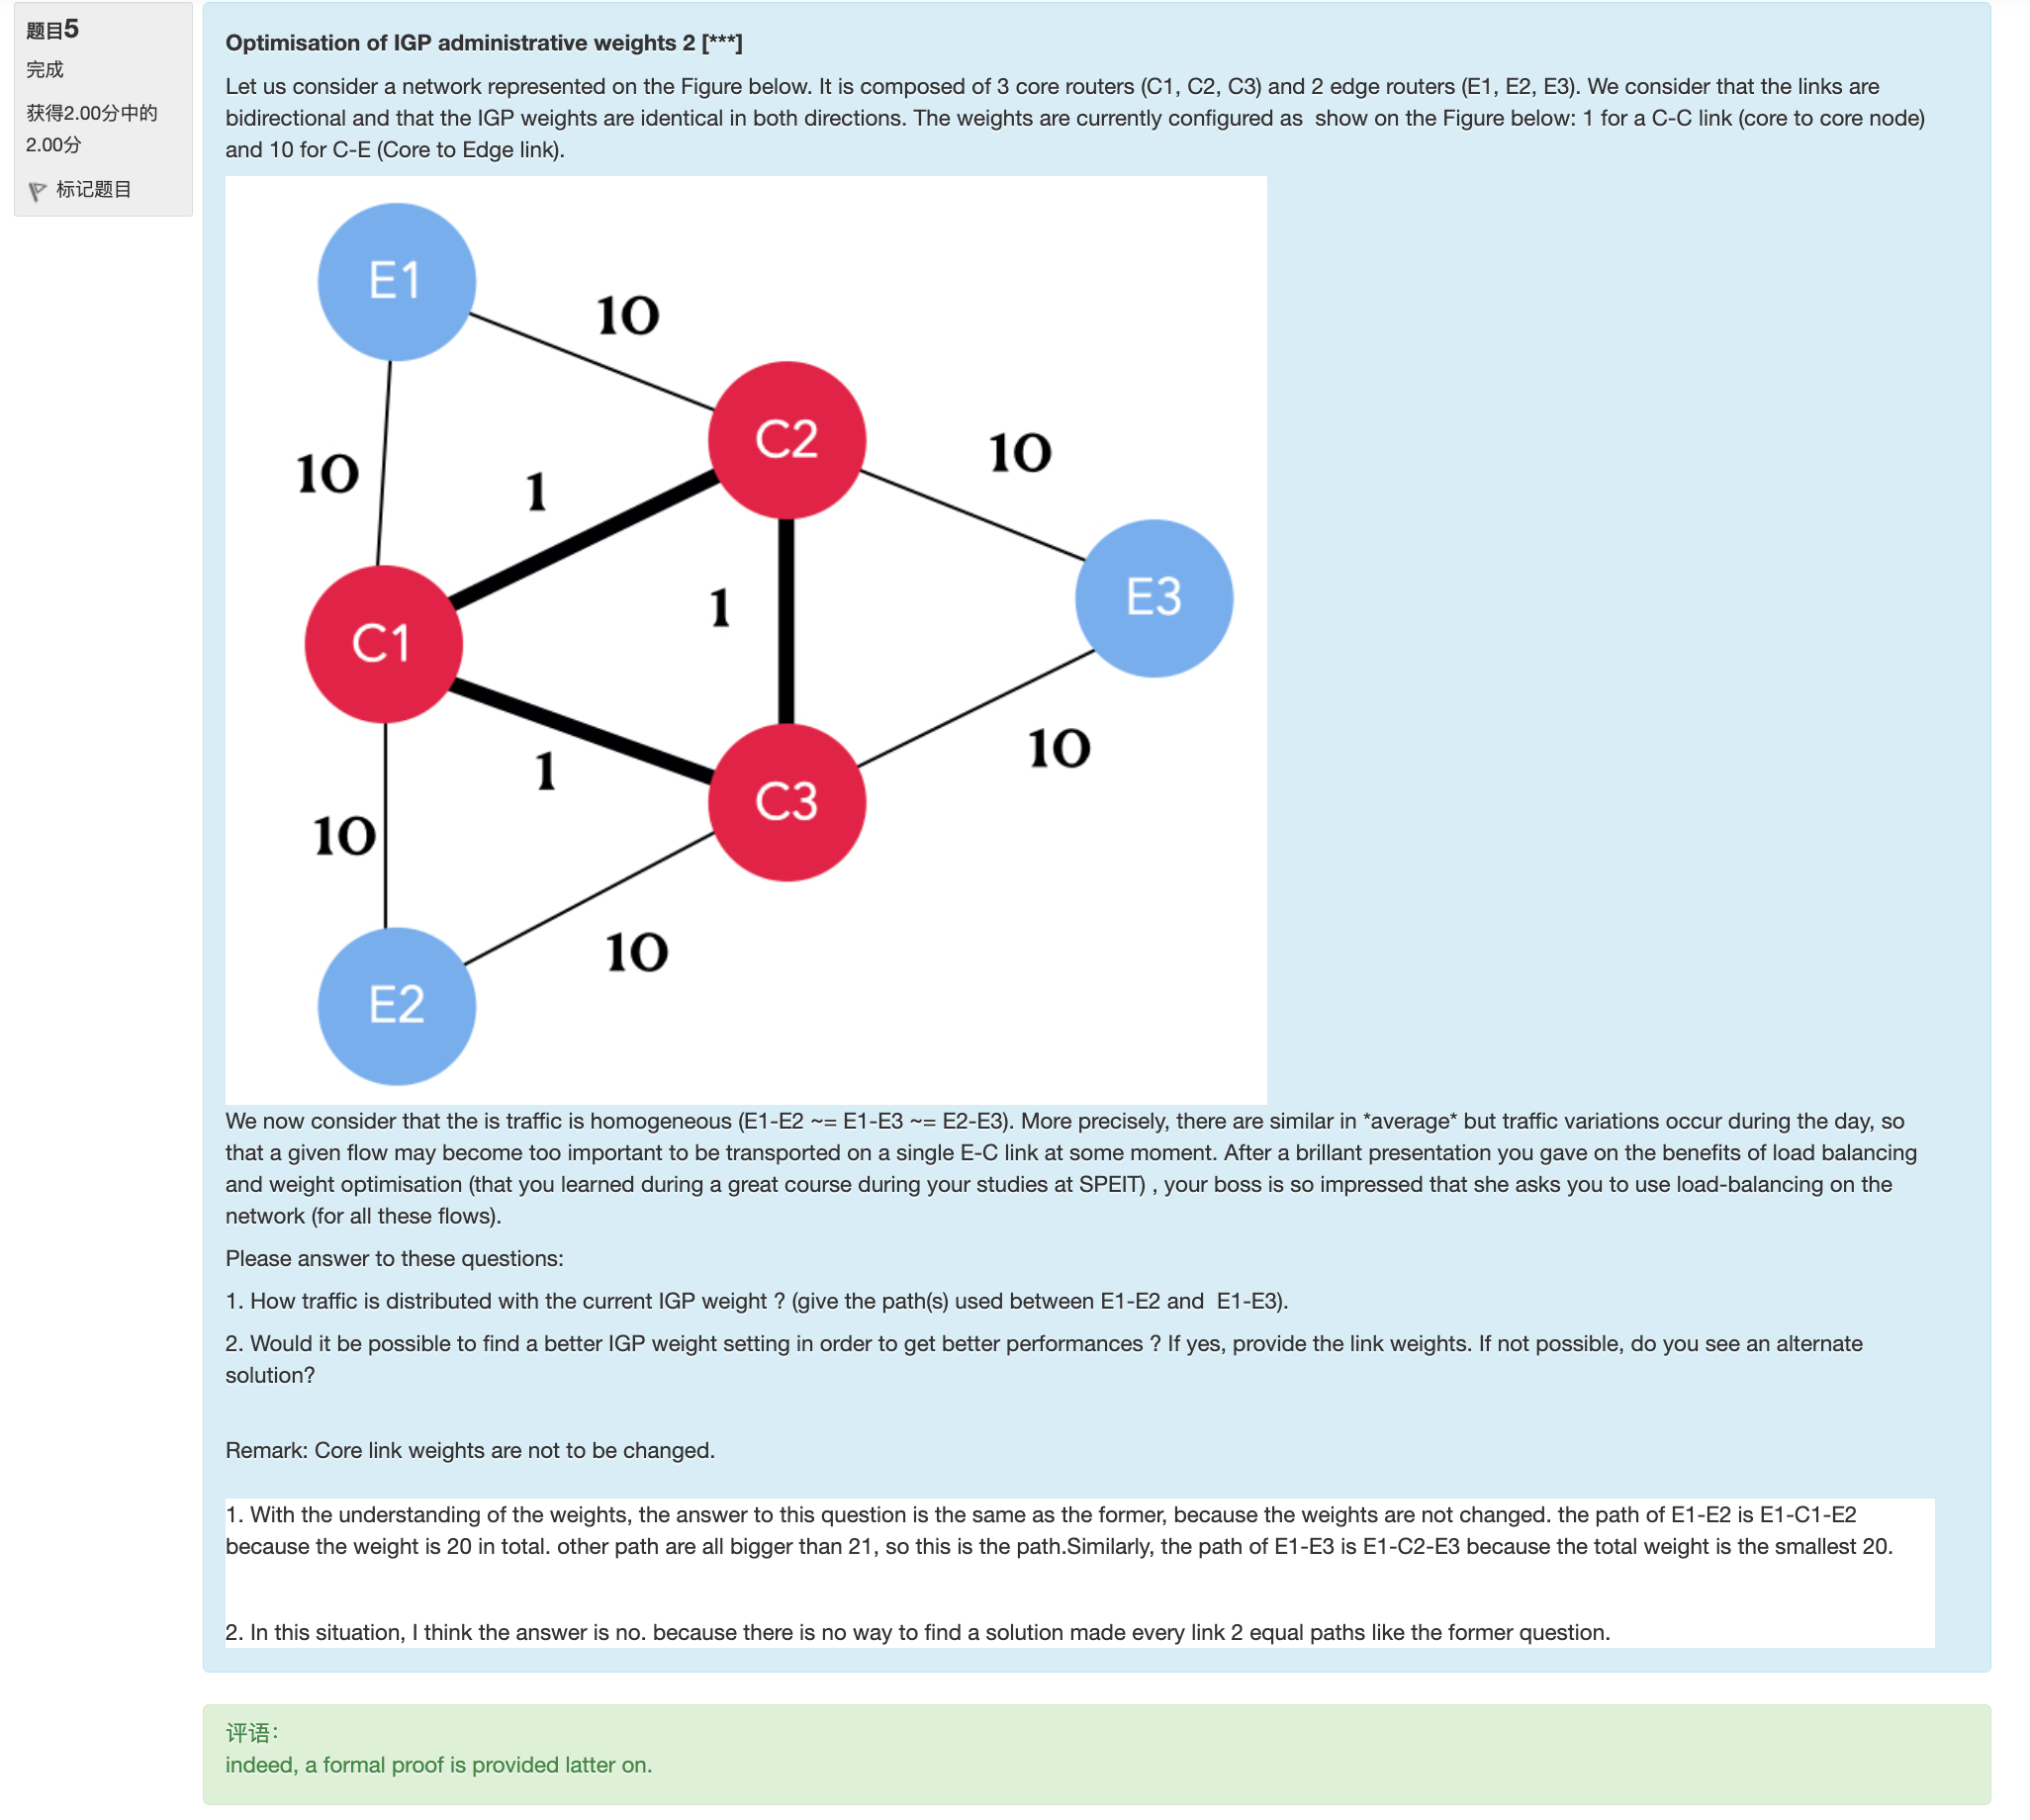 题目5
完成
获得2.00分中的
2.00分
标记题目
Optimisation of IGP administrative weights 2 [***]
Let us consider a network represented on the Figure below. It is composed of 3 core routers (C1, C2, C3) and 2 edge routers (E1, E2, E3). We consider that the links are
bidirectional and that the IGP weights are identical in both directions. The weights are currently configured as  show on the Figure below: 1 for a C-C link (core to core node)
and 10 for C-E (Core to Edge link).
E1
10
C2
10
10
1
E3
1
C1
10
1
C3
10
10
E2
We now consider that the is traffic is homogeneous (E1-E2 ~= E1-E3 ~= E2-E3). More precisely, there are similar in *average* but traffic variations occur during the day, so
that a given flow may become too important to be transported on a single E-C link at some moment. After a brillant presentation you gave on the benefits of load balancing
and weight optimisation (that you learned during a great course during your studies at SPEIT) , your boss is so impressed that she asks you to use load-balancing on the
network (for all these flows).
Please answer to these questions:
1. How traffic is distributed with the current IGP weight ? (give the path(s) used between E1-E2 and  E1-E3).
2. Would it be possible to find a better IGP weight setting in order to get better performances ? If yes, provide the link weights. If not possible, do you see an alternate
solution?
Remark: Core link weights are not to be changed.
1. With the understanding of the weights, the answer to this question is the same as the former, because the weights are not changed. the path of E1-E2 is E1-C1-E2
because the weight is 20 in total. other path are all bigger than 21, so this is the path.Similarly, the path of E1-E3 is E1-C2-E3 because the total weight is the smallest 20.
2. In this situation, I think the answer is no. because there is no way to find a solution made every link 2 equal paths like the former question.
评语：
indeed, a formal proof is provided latter on.